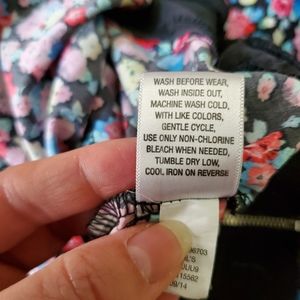 WASH BEFORE WEAR,
WASH INSIDE OUT,
MACHINE WASH COLD,
WITH LIKE COLORS,
GENTLE CYCLE,
USE ONLY NON-CHLORINE
BLEACH WHEN NEEDED,
TUMBLE DRY LOW,
COOL IRON ON REVERSE